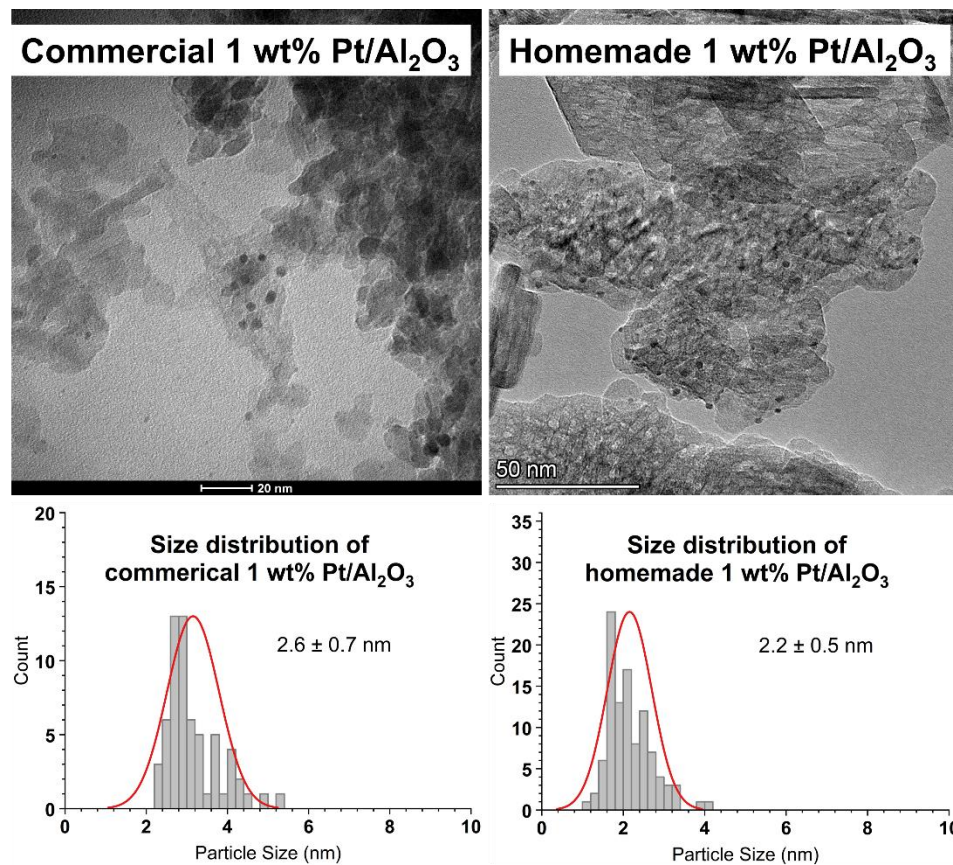 Commercial 1 wt% Pt/Al₂O₃
Homemade 1 wt% Pt/Al₂O₃
20 nm
50 nm
20
15
10
5
0
Count
Size distribution of
commerical 1 wt% Pt/Al₂O₃
2.6 ± 0.7 nm
0 2 4 6 8 10
Particle Size (nm)
35
30
25
20
15
10
5
0
Count
Size distribution of
homemade 1 wt% Pt/Al₂O₃
2.2 ± 0.5 nm
0 2 4 6 8 10
Particle Size (nm)